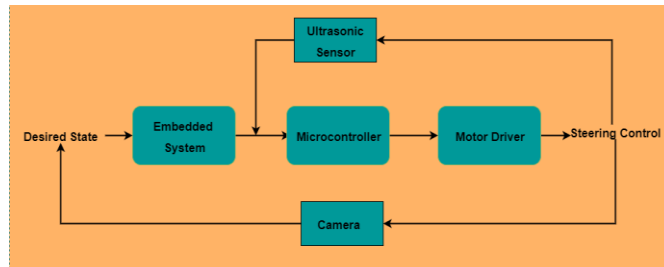 Ultrasonic
Sensor
Desired State
Embedded
System
Microcontroller
Motor Driver
Steering Control
Camera